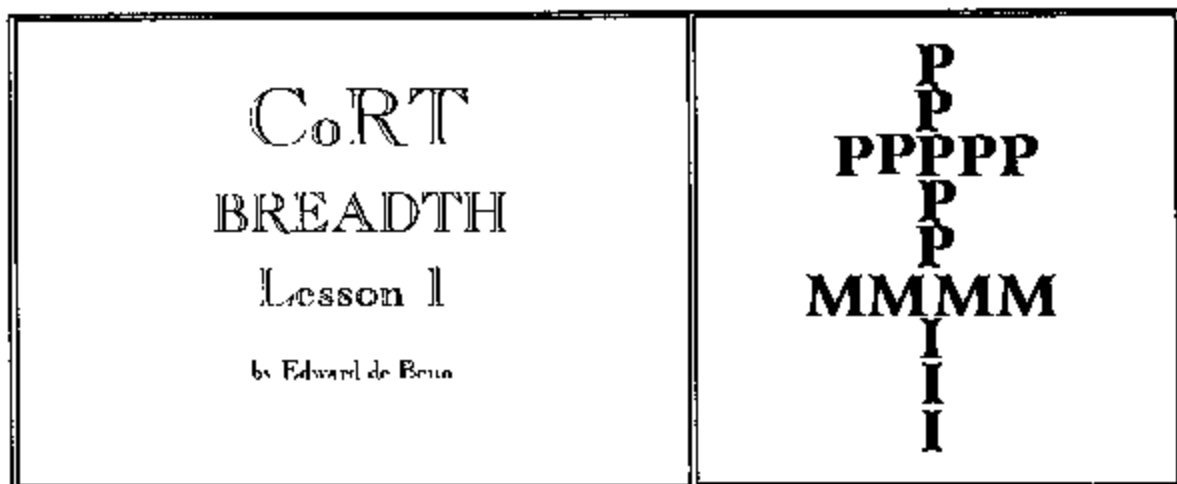 CoRT
BREADTH
Lesson 1
by Edward de Bono
P
P
PPPPP
P
P
MMMM
I
I
I